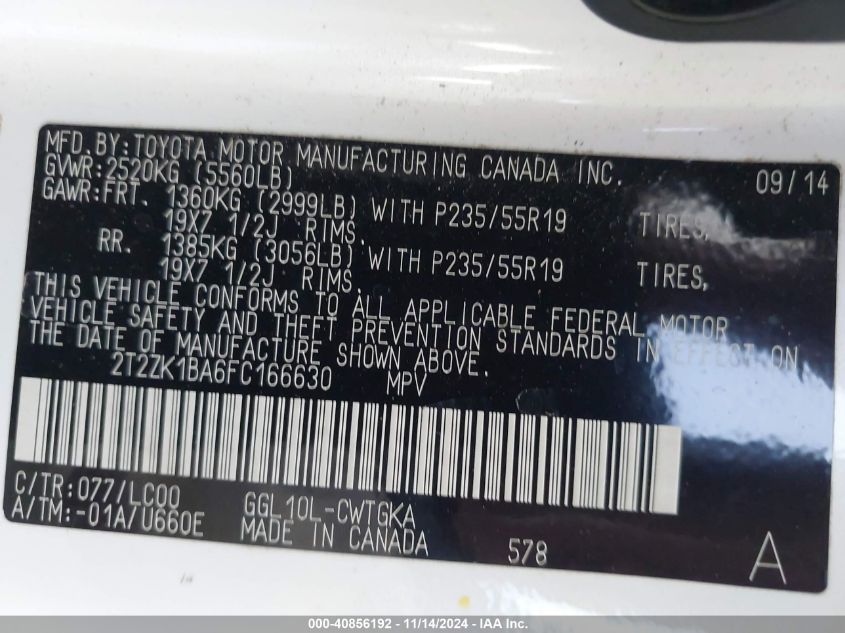 MFD.BY:TOYOTA MOTOR MANUFACTURING CANADA INC. 09/14
GVWR:2520KG (5560LB)
GAWR:FRT. 1360KG (2999LB) WITH P235/55R19 TIRES,
19X7 1/2J RIMS.
RR. 1385KG (3056LB) WITH P235/55R19 TIRES,
19X7 1/2J RIMS.
THIS VEHICLE CONFORMS TO ALL APPLICABLE FEDERAL MOTOR
VEHICLE SAFETY AND THEFT PREVENTION STANDARDS IN EFFECT ON
THE DATE OF MANUFACTURE SHOWN ABOVE.
2T2ZK1BA6FC166630 MPV
C/TR:077/LC00 GGL10L-CWTGKA
A/TM:-01A/U660E MADE IN CANADA 578 A
000-40856192 - 11/14/2024 - IAA Inc.